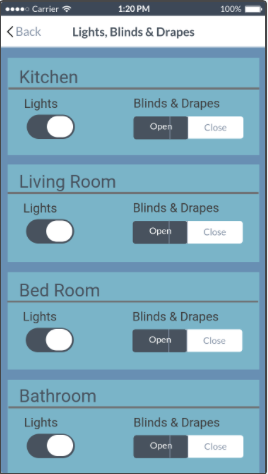 Carrier 1:20 PM 100%
Back Lights, Blinds & Drapes
Kitchen
Lights Blinds & Drapes
Open Close
Living Room
Lights Blinds & Drapes
Open Close
Bed Room
Lights Blinds & Drapes
Open Close
Bathroom
Lights Blinds & Drapes
Open Close